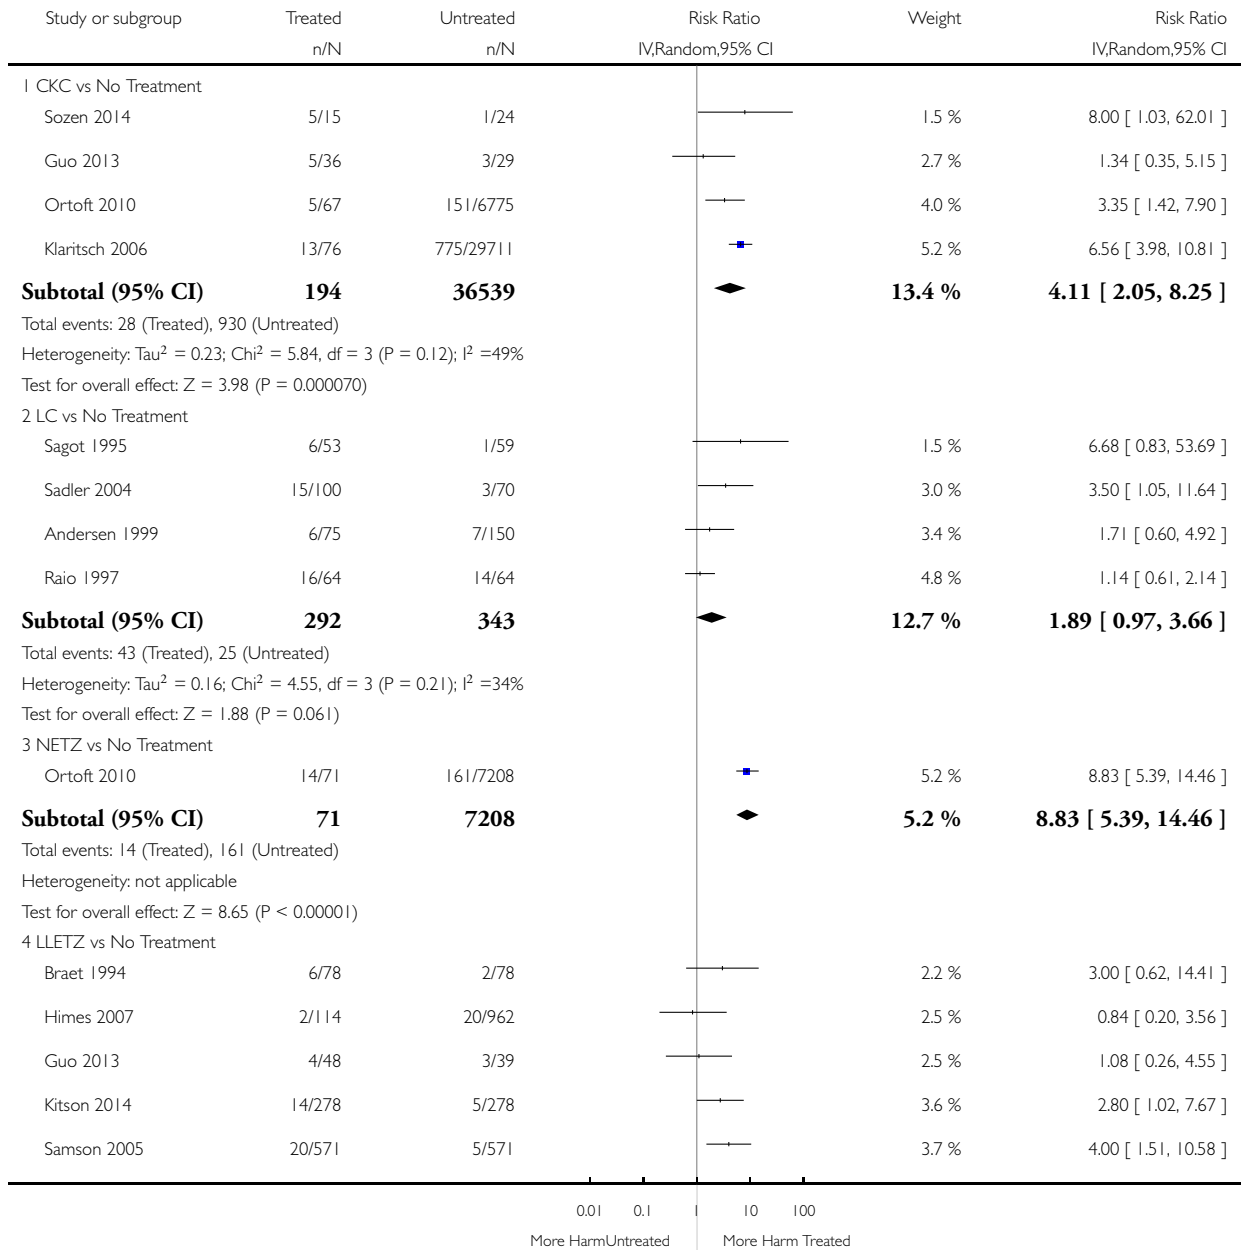 Study or subgroup Treated Untreated Risk Ratio Weight Risk Ratio
n/N n/N IV,Random,95% CI IV,Random,95% CI
1 CKC vs No Treatment
Sozen 2014 5/15 1/24 1.5 % 8.00 [ 1.03, 62.01 ]
Guo 2013 5/36 3/29 2.7 % 1.34 [ 0.35, 5.15 ]
Ortoft 2010 5/67 151/6775 4.0 % 3.35 [ 1.42, 7.90 ]
Klaritsch 2006 13/76 775/29711 5.2 % 6.56 [ 3.98, 10.81 ]
Subtotal (95% CI) 194 36539 13.4 % 4.11 [ 2.05, 8.25 ]
Total events: 28 (Treated), 930 (Untreated)
Heterogeneity: Tau² = 0.23; Chi² = 5.84, df = 3 (P = 0.12); I² =49%
Test for overall effect: Z = 3.98 (P = 0.000070)
2 LC vs No Treatment
Sagot 1995 6/53 1/59 1.5 % 6.68 [ 0.83, 53.69 ]
Sadler 2004 15/100 3/70 3.0 % 3.50 [ 1.05, 11.64 ]
Andersen 1999 6/75 7/150 3.4 % 1.71 [ 0.60, 4.92 ]
Raio 1997 16/64 14/64 4.8 % 1.14 [ 0.61, 2.14 ]
Subtotal (95% CI) 292 343 12.7 % 1.89 [ 0.97, 3.66 ]
Total events: 43 (Treated), 25 (Untreated)
Heterogeneity: Tau² = 0.16; Chi² = 4.55, df = 3 (P = 0.21); I² =34%
Test for overall effect: Z = 1.88 (P = 0.061)
3 NETZ vs No Treatment
Ortoft 2010 14/71 161/7208 5.2 % 8.83 [ 5.39, 14.46 ]
Subtotal (95% CI) 71 7208 5.2 % 8.83 [ 5.39, 14.46 ]
Total events: 14 (Treated), 161 (Untreated)
Heterogeneity: not applicable
Test for overall effect: Z = 8.65 (P < 0.00001)
4 LLETZ vs No Treatment
Braet 1994 6/78 2/78 2.2 % 3.00 [ 0.62, 14.41 ]
Himes 2007 2/114 20/962 2.5 % 0.84 [ 0.20, 3.56 ]
Guo 2013 4/48 3/39 2.5 % 1.08 [ 0.26, 4.55 ]
Kitson 2014 14/278 5/278 3.6 % 2.80 [ 1.02, 7.67 ]
Samson 2005 20/571 5/571 3.7 % 4.00 [ 1.51, 10.58 ]
0.01 0.1 1 10 100
More HarmUntreated More Harm Treated